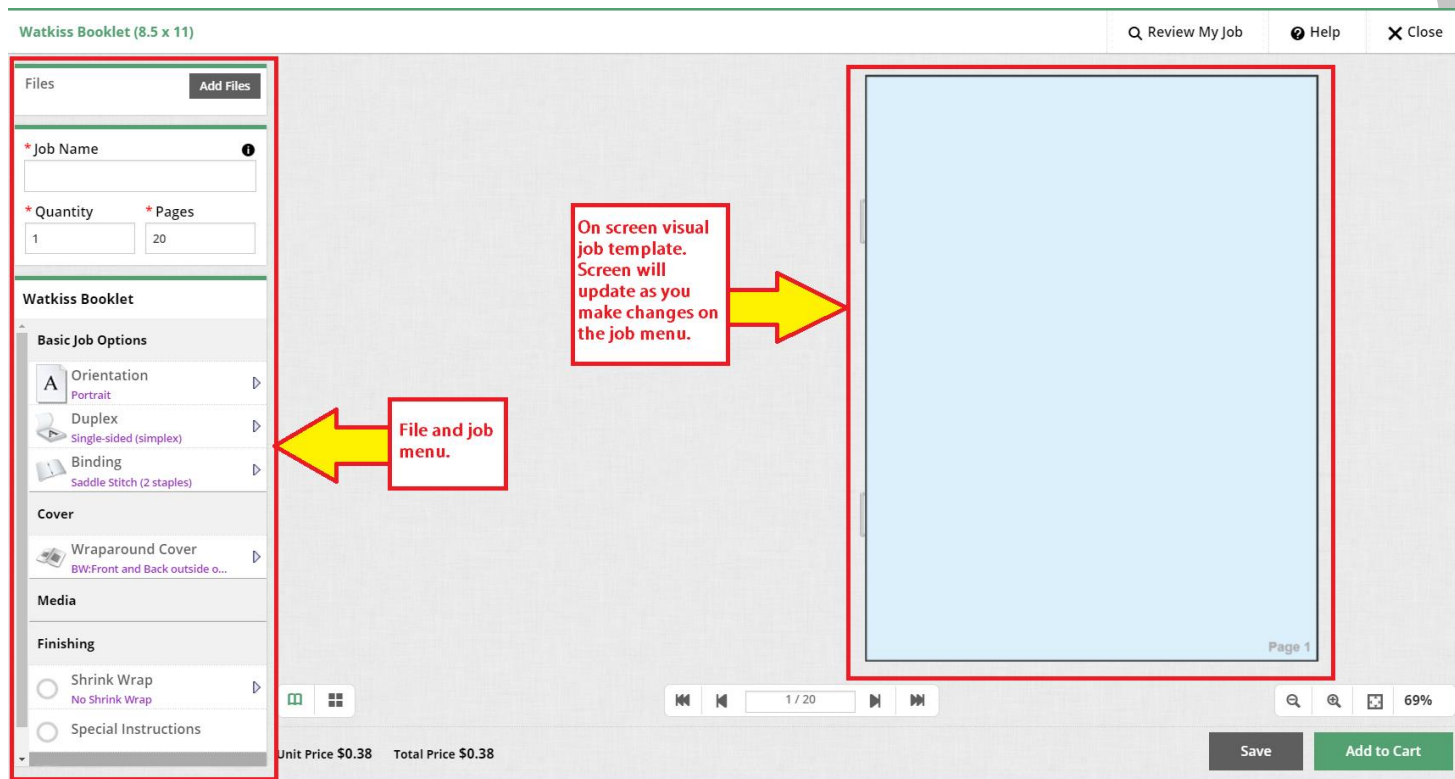 Watkiss Booklet (8.5 x 11)
Review My Job
Help
Close
Files
Add Files
* Job Name
* Quantity
* Pages
1
20
Watkiss Booklet
Basic Job Options
A
Orientation
Portrait
Duplex
Single-sided (simplex)
Binding
Saddle Stitch (2 staples)
Cover
Wraparound Cover
BW:Front and Back outside o...
Media
Finishing
Shrink Wrap
No Shrink Wrap
Special Instructions
File and job
menu.
On screen visual
job template.
Screen will
update as you
make changes on
the job menu.
Page 1
1 / 20
69%
Unit Price $0.38 Total Price $0.38
Save
Add to Cart